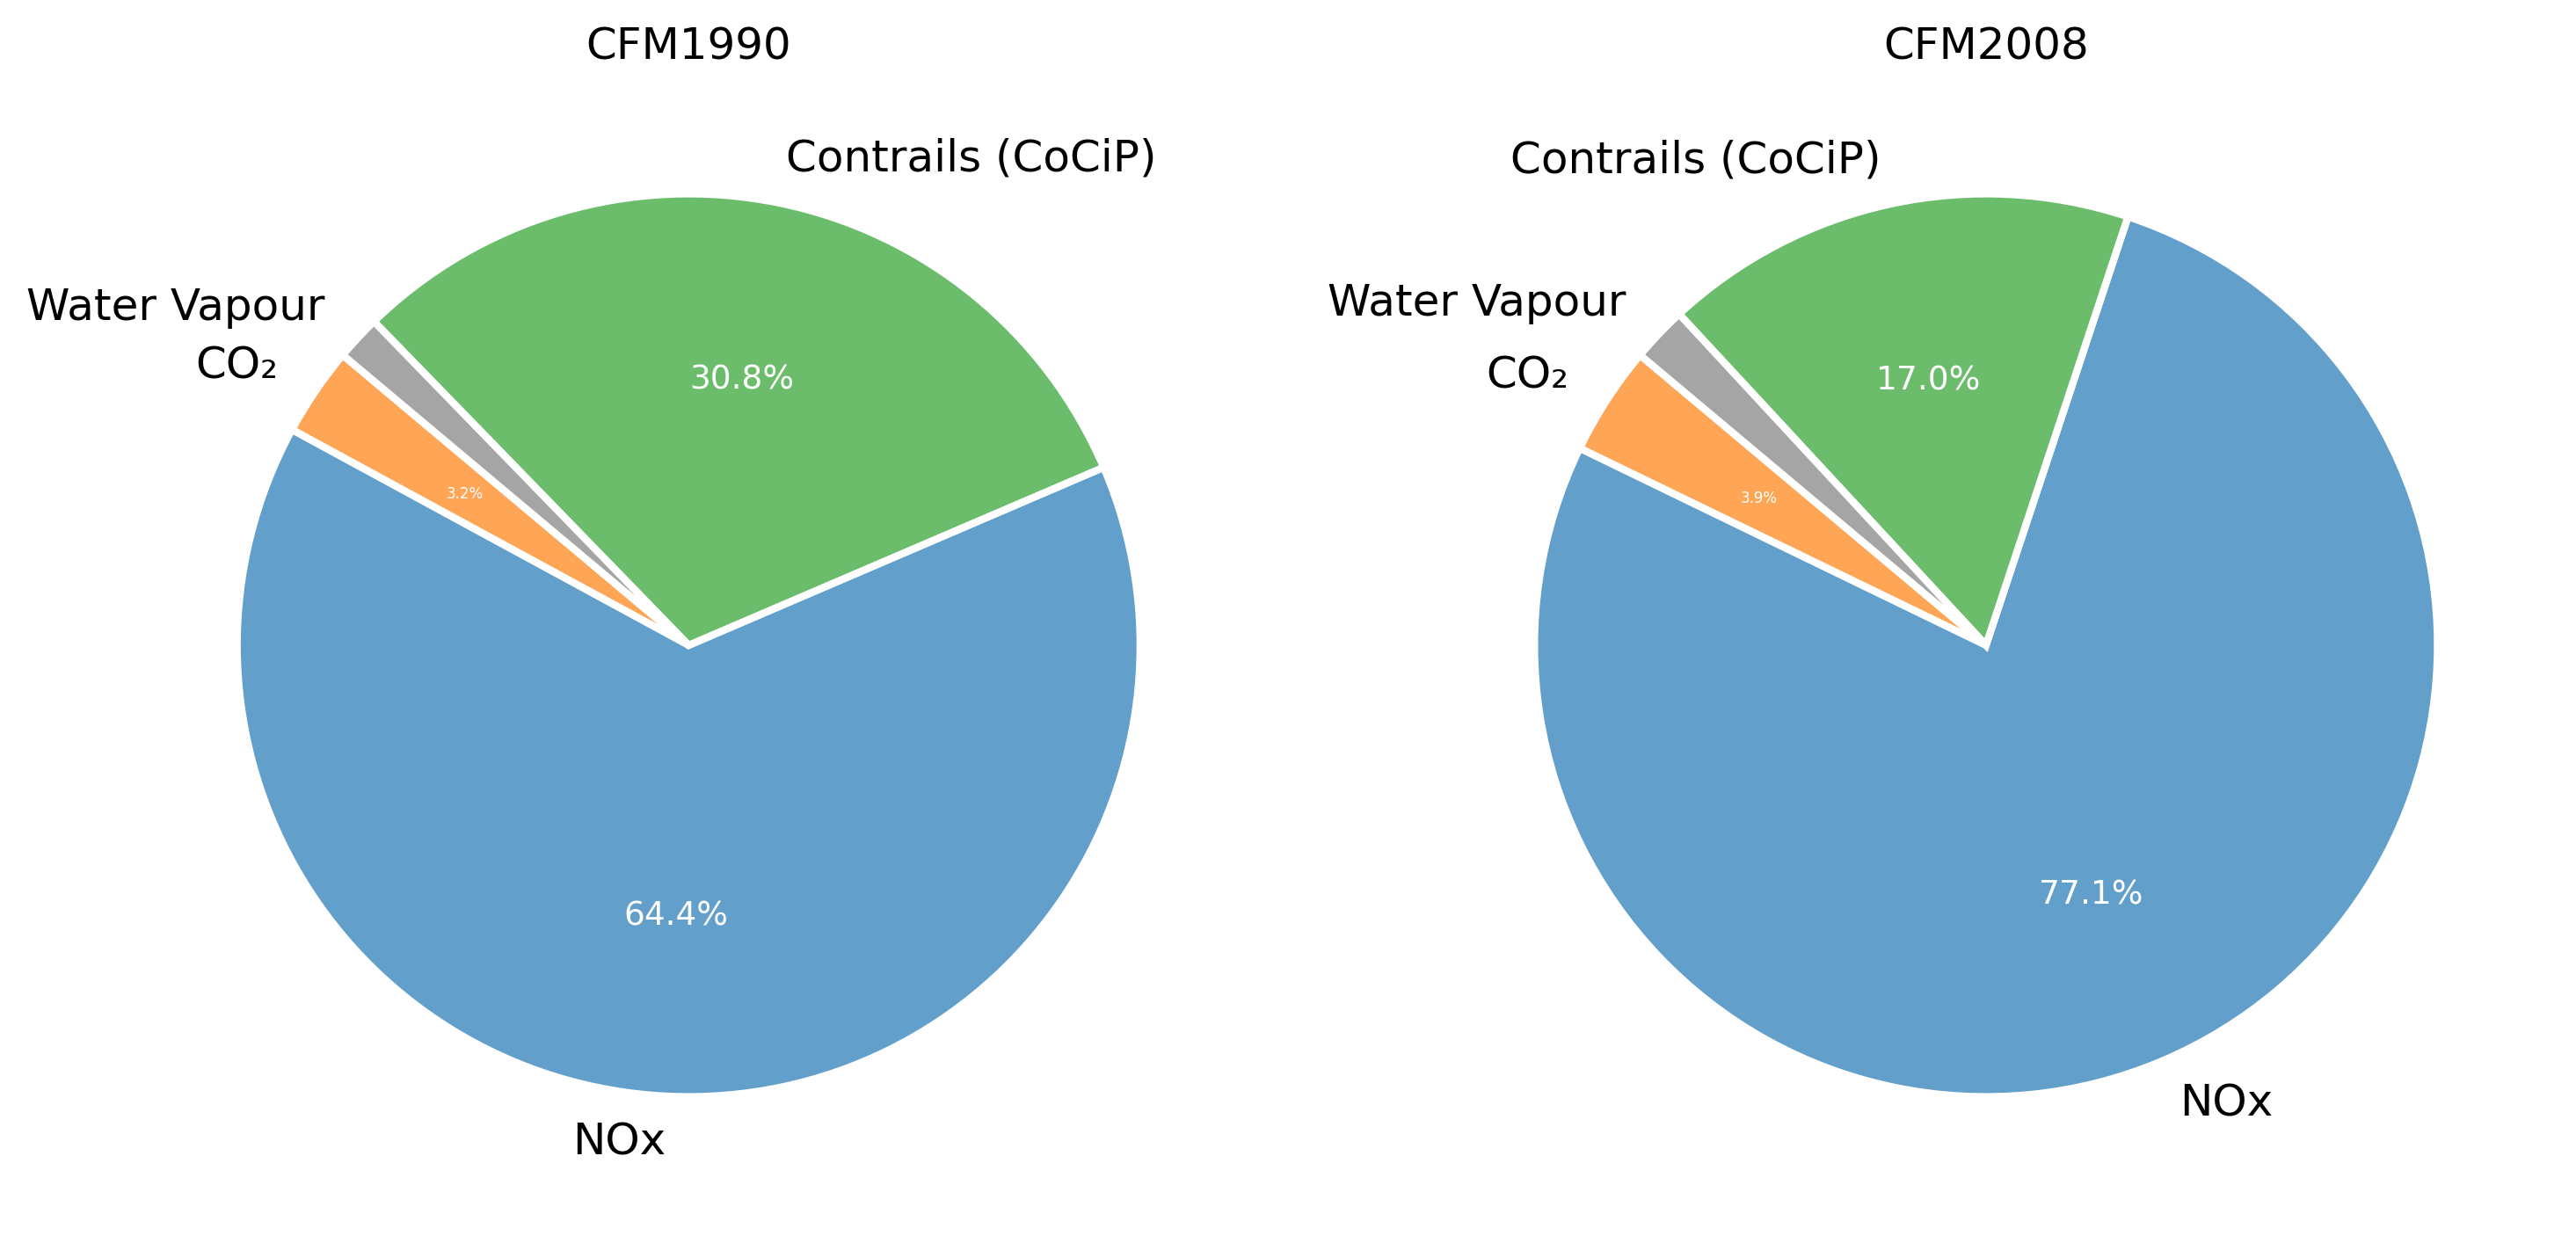 CFM1990
Contrails (CoCiP)
Water Vapour
CO₂
30.8%
3.2%
64.4%
NOx
CFM2008
Contrails (CoCiP)
Water Vapour
CO₂
17.0%
3.9%
77.1%
NOx